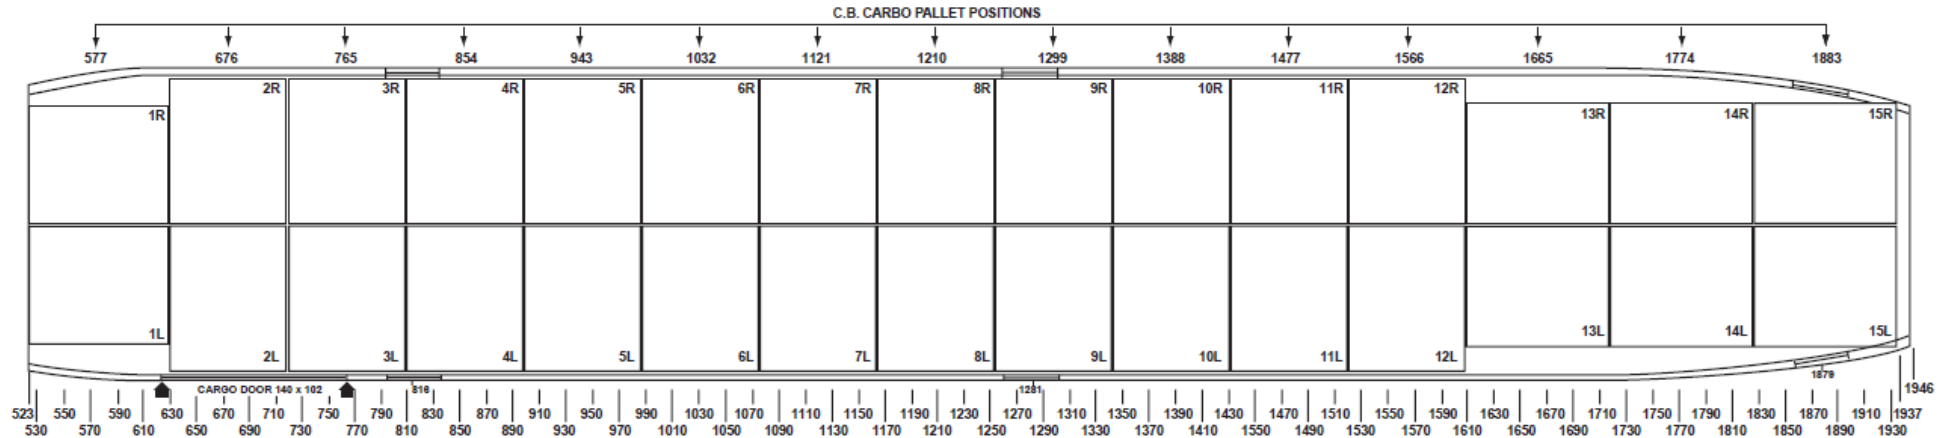 C.B. CARBO PALLET POSITIONS
577 676 765 854 943 1032 1121 1210 1299 1388 1477 1566 1665 1774 1883
2R 3R 4R 5R 6R 7R 8R 9R 10R 11R 12R
1R 13R 14R 15R
1L 13L 14L 15L
2L 3L 4L 5L 6L 7L 8L 9L 10L 11L 12L
1879
CARGO DOOR 140 x 102 816 1281 1946
523 550 590 630 670 710 750 790 830 870 910 950 990 1030 1070 1110 1150 1190 1230 1270 1310 1350 1390 1430 1470 1510 1550 1590 1630 1670 1710 1750 1790 1830 1870 1910 1937
530 570 610 650 690 730 770 810 850 890 930 970 1010 1050 1090 1130 1170 1210 1250 1290 1330 1370 1410 1450 1490 1530 1570 1610 1650 1690 1730 1770 1810 1850 1890 1930